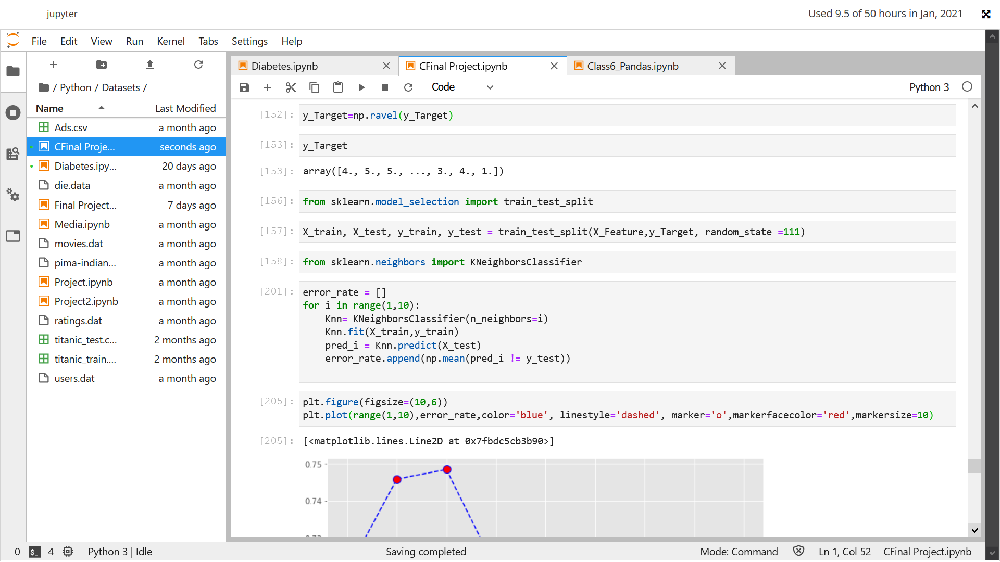 jupyter
Used 9.5 of 50 hours in Jan, 2021
File Edit View Run Kernel Tabs Settings Help
/ Python / Datasets /
Name Last Modified
Ads.csv a month ago
CFinal Proje... seconds ago
Diabetes.ipy... 20 days ago
die.data a month ago
Final Project... 7 days ago
Media.ipynb a month ago
movies.dat a month ago
pima-indian... a month ago
Project.ipynb a month ago
Project2.ipynb a month ago
ratings.dat a month ago
titanic_test.c... 2 months ago
titanic_train.... 2 months ago
users.dat a month ago
Diabetes.ipynb CFinal Project.ipynb Class6_Pandas.ipynb
Code Python 3
[152]: y_Target=np.ravel(y_Target)
[153]: y_Target
[153]: array([4., 5., 5., ..., 3., 4., 1.])
[156]: from sklearn.model_selection import train_test_split
[157]: X_train, X_test, y_train, y_test = train_test_split(X_Feature,y_Target, random_state =111)
[158]: from sklearn.neighbors import KNeighborsClassifier
[201]: error_rate = []
for i in range(1,10):
    Knn= KNeighborsClassifier(n_neighbors=i)
    Knn.fit(X_train,y_train)
    pred_i = Knn.predict(X_test)
    error_rate.append(np.mean(pred_i != y_test))
[205]: plt.figure(figsize=(10,6))
plt.plot(range(1,10),error_rate,color='blue', linestyle='dashed', marker='o',markerfacecolor='red',markersize=10)
[205]: [<matplotlib.lines.Line2D at 0x7fbdc5cb3b90>]
0.75
0.74
0 $_ 4 Python 3 | Idle Saving completed Mode: Command Ln 1, Col 52 CFinal Project.ipynb